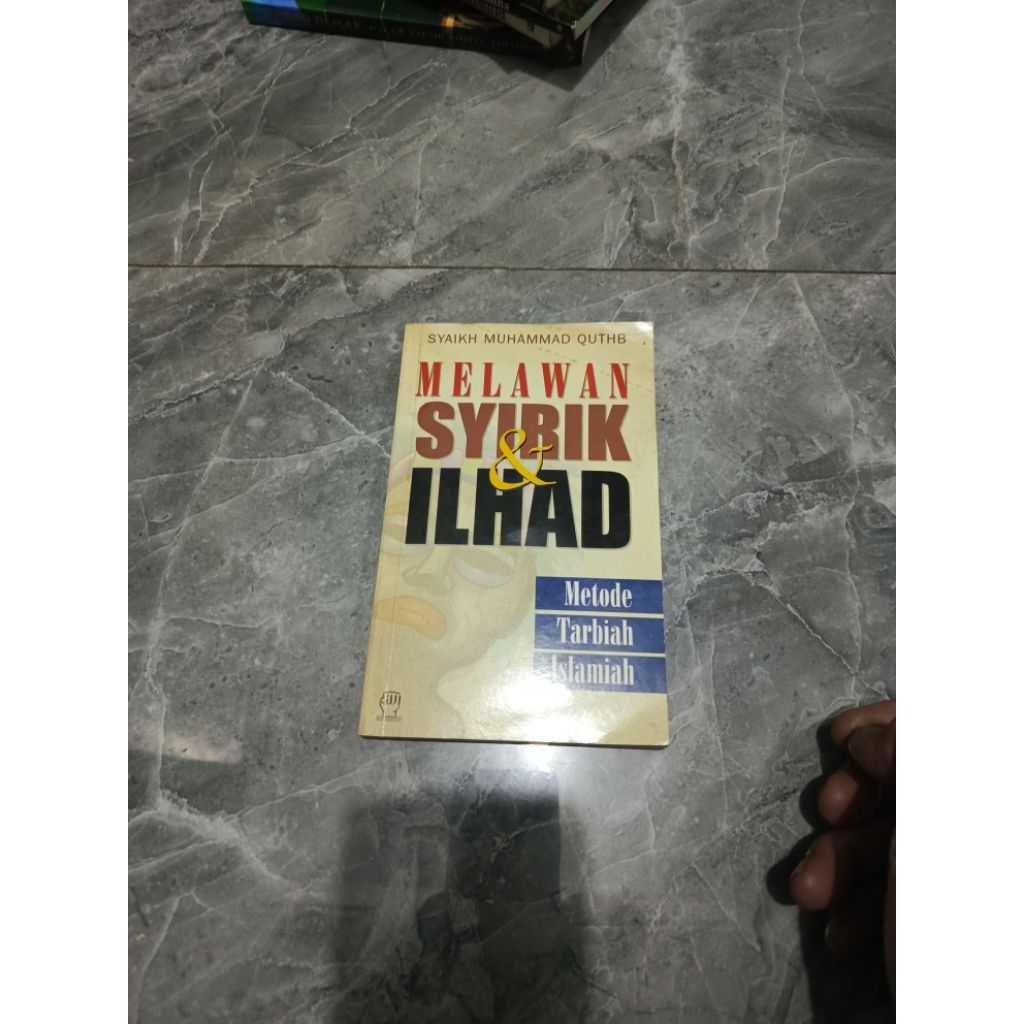 SYAIKH MUHAMMAD QUTHB
MELAWAN
SYIRIK
&
ILHAD
Metode
Tarbiah
Islamiah